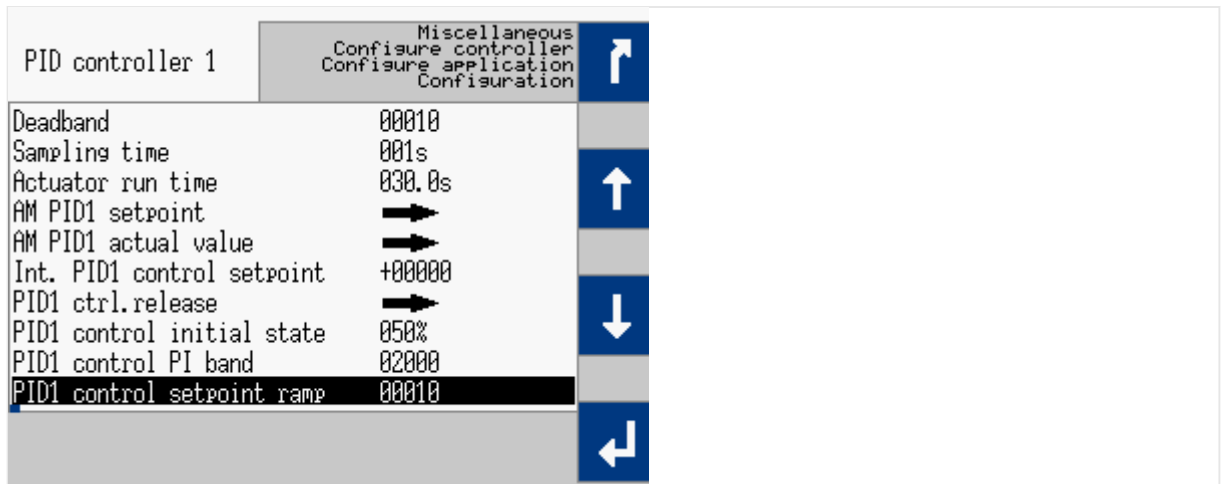 PID controller 1
Miscellaneous
Configure controller
Configure application
Configuration
Deadband 00010
Sampling time 001s
Actuator run time 030.0s
AM PID1 setpoint
AM PID1 actual value
Int. PID1 control setpoint +00000
PID1 ctrl.release
PID1 control initial state 050%
PID1 control PI band 02000
PID1 control setpoint ramp 00010